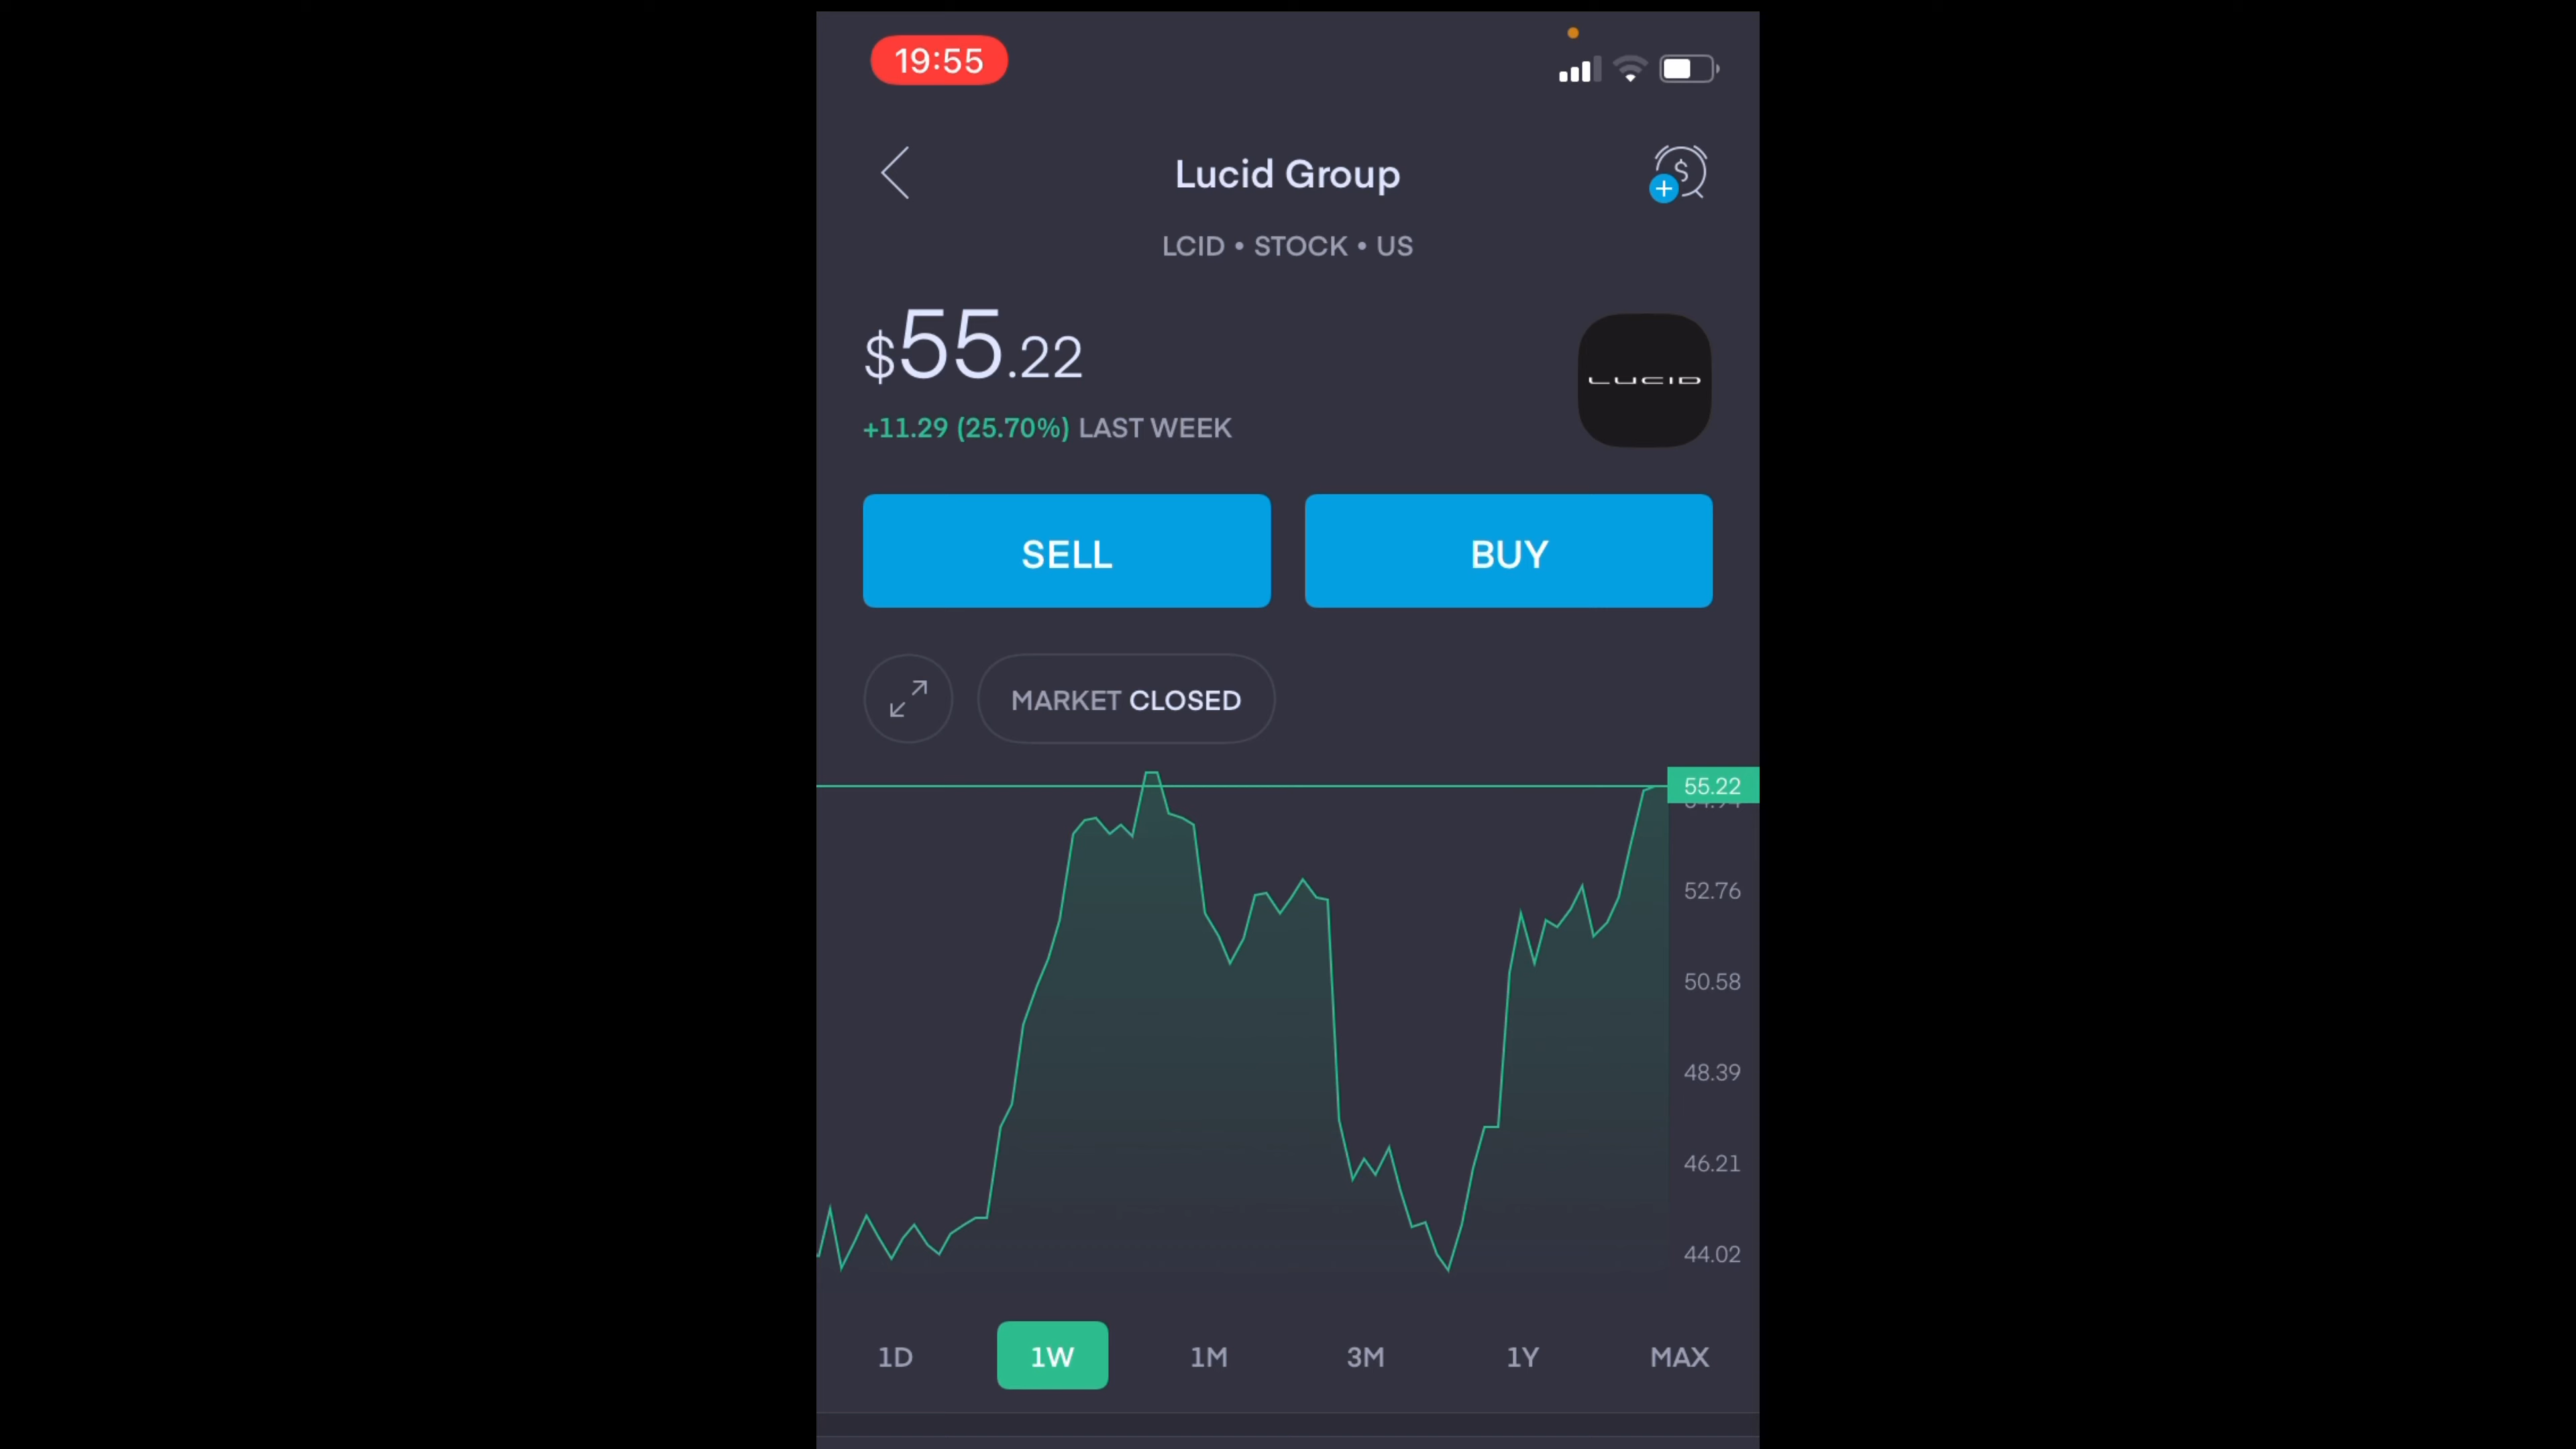 19:55
Lucid Group
LCID • STOCK • US
$55.22
LUCID
+11.29 (25.70%) LAST WEEK
SELL
BUY
MARKET CLOSED
55.22
52.76
50.58
48.39
46.21
44.02
1D
1W
1M
3M
1Y
MAX